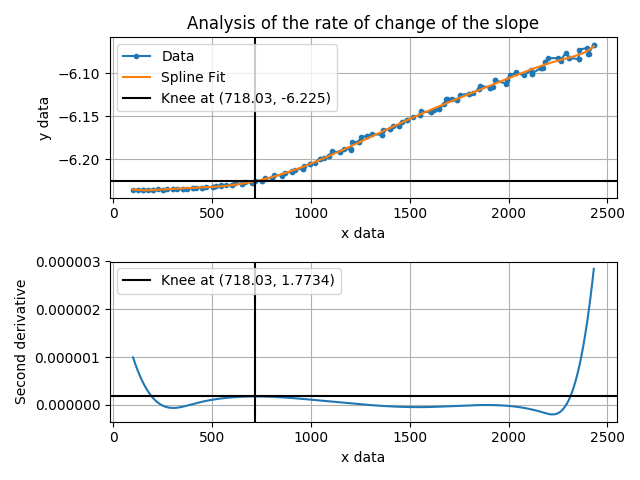 Analysis of the rate of change of the slope
Data
Spline Fit
Knee at (718.03, -6.225)
y data
−6.10
−6.15
−6.20
0 500 1000 1500 2000 2500
x data
Knee at (718.03, 1.7734)
Second derivative
0.000003
0.000002
0.000001
0.000000
0 500 1000 1500 2000 2500
x data